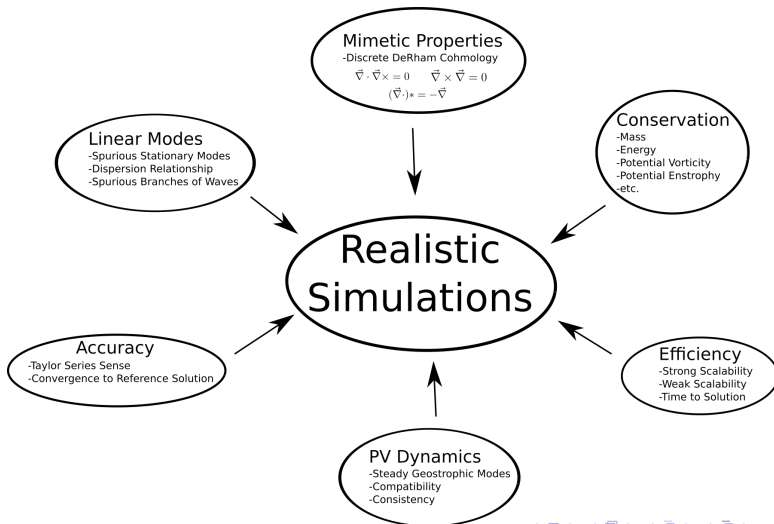 Mimetic Properties
-Discrete DeRham Cohmology
∇⃗ · ∇⃗× = 0 ∇⃗ × ∇⃗ = 0
(∇⃗·)* = −∇⃗
Linear Modes
-Spurious Stationary Modes
-Dispersion Relationship
-Spurious Branches of Waves
Conservation
-Mass
-Energy
-Potential Vorticity
-Potential Enstrophy
-etc.
Realistic
Simulations
Accuracy
-Taylor Series Sense
-Convergence to Reference Solution
Efficiency
-Strong Scalability
-Weak Scalability
-Time to Solution
PV Dynamics
-Steady Geostrophic Modes
-Compatibility
-Consistency